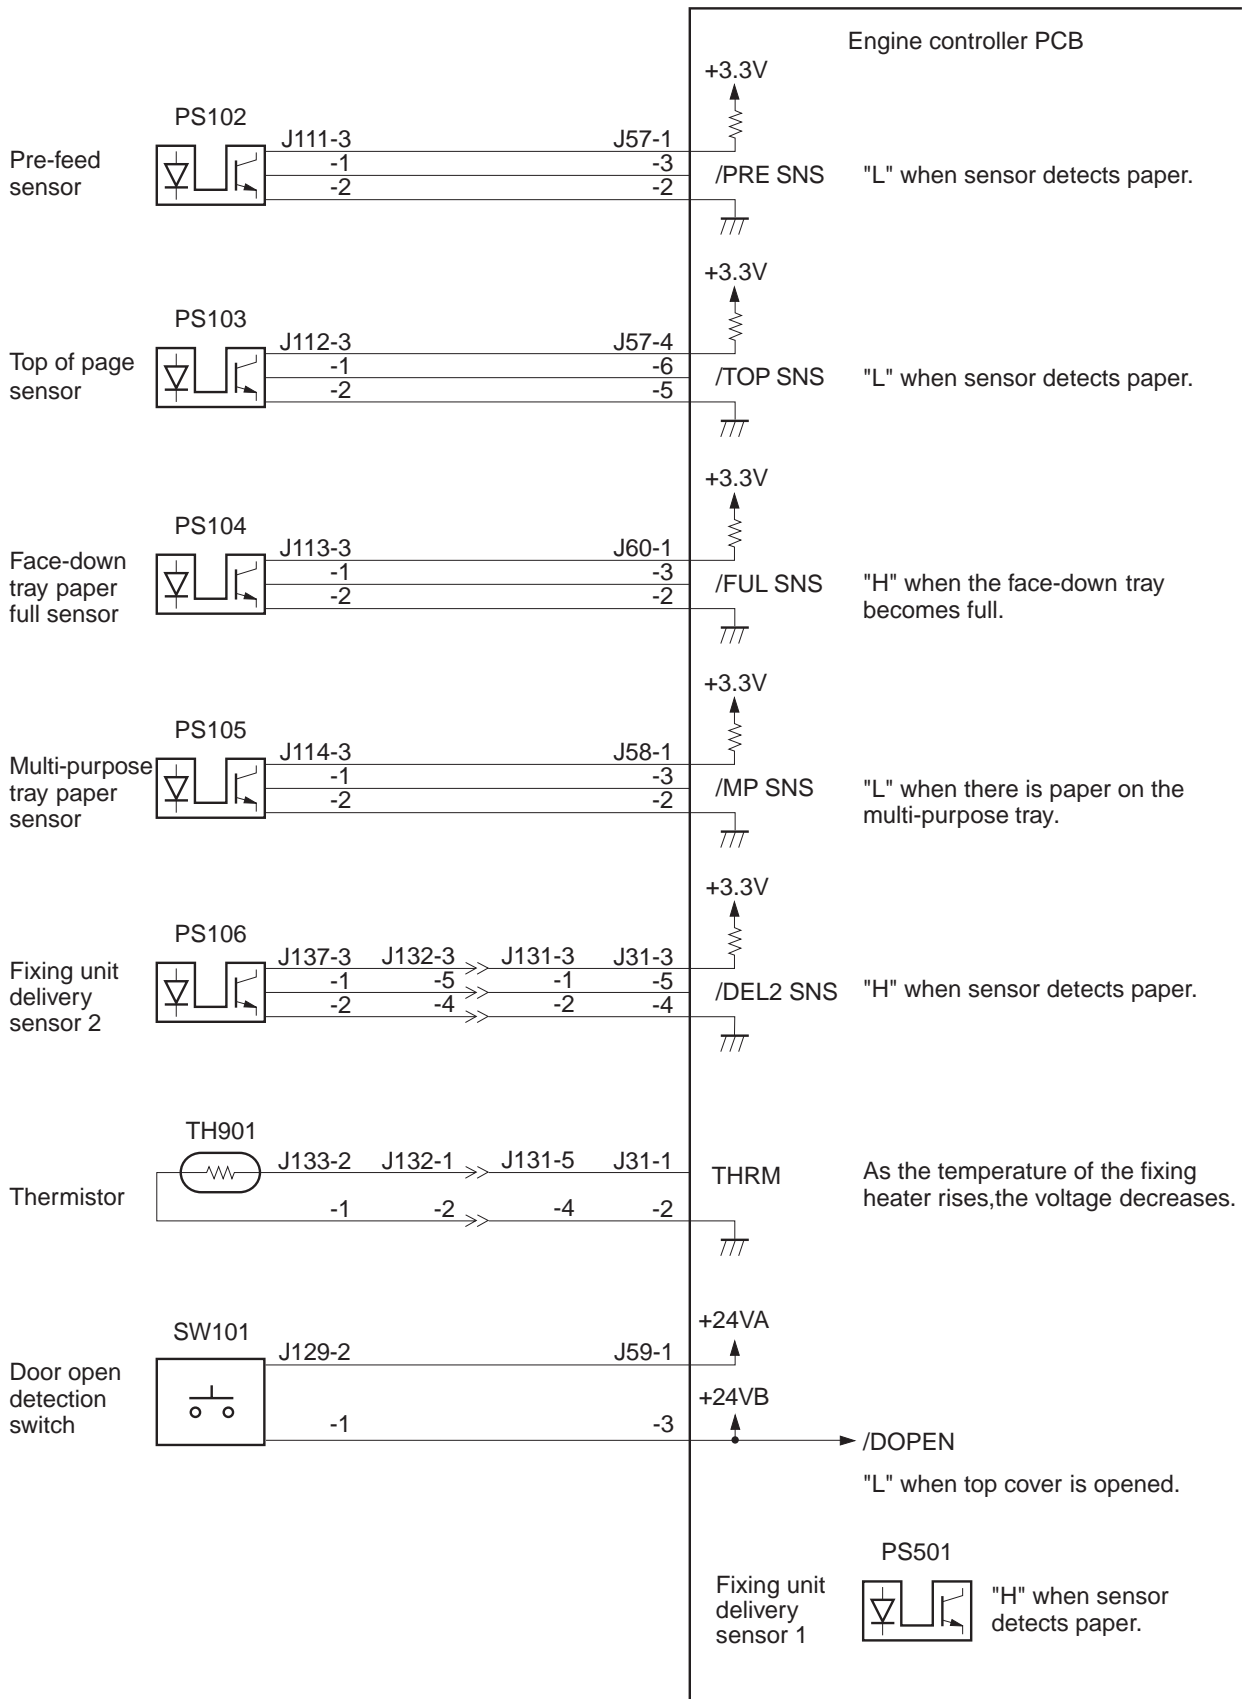 Engine controller PCB
+3.3V
PS102
J111-3 J57-1
Pre-feed
sensor
-1 -3
-2 -2
/PRE SNS "L" when sensor detects paper.
+3.3V
PS103
J112-3 J57-4
Top of page
sensor
-1 -6
-2 -5
/TOP SNS "L" when sensor detects paper.
+3.3V
PS104
J113-3 J60-1
Face-down
tray paper
full sensor
-1 -3
-2 -2
/FUL SNS "H" when the face-down tray
becomes full.
+3.3V
PS105
J114-3 J58-1
Multi-purpose
tray paper
sensor
-1 -3
-2 -2
/MP SNS "L" when there is paper on the
multi-purpose tray.
+3.3V
PS106
J137-3 J132-3 J131-3 J31-3
Fixing unit
delivery
sensor 2
-1 -5 -1 -5
-2 -4 -2 -4
/DEL2 SNS "H" when sensor detects paper.
TH901
J133-2 J132-1 J131-5 J31-1
Thermistor
-1 -2 -4 -2
THRM As the temperature of the fixing
heater rises,the voltage decreases.
+24VA
SW101
J129-2 J59-1
Door open
detection
switch
+24VB
-1 -3
/DOPEN
"L" when top cover is opened.
PS501
Fixing unit
delivery
sensor 1
"H" when sensor
detects paper.